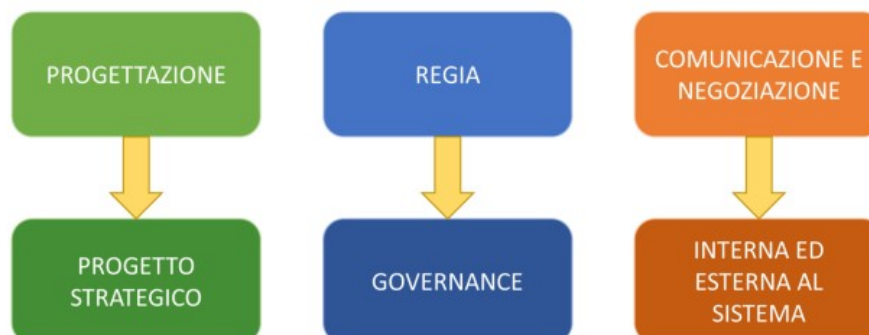 PROGETTAZIONE
REGIA
COMUNICAZIONE E
NEGOZIAZIONE
PROGETTO
STRATEGICO
GOVERNANCE
INTERNA ED
ESTERNA AL
SISTEMA